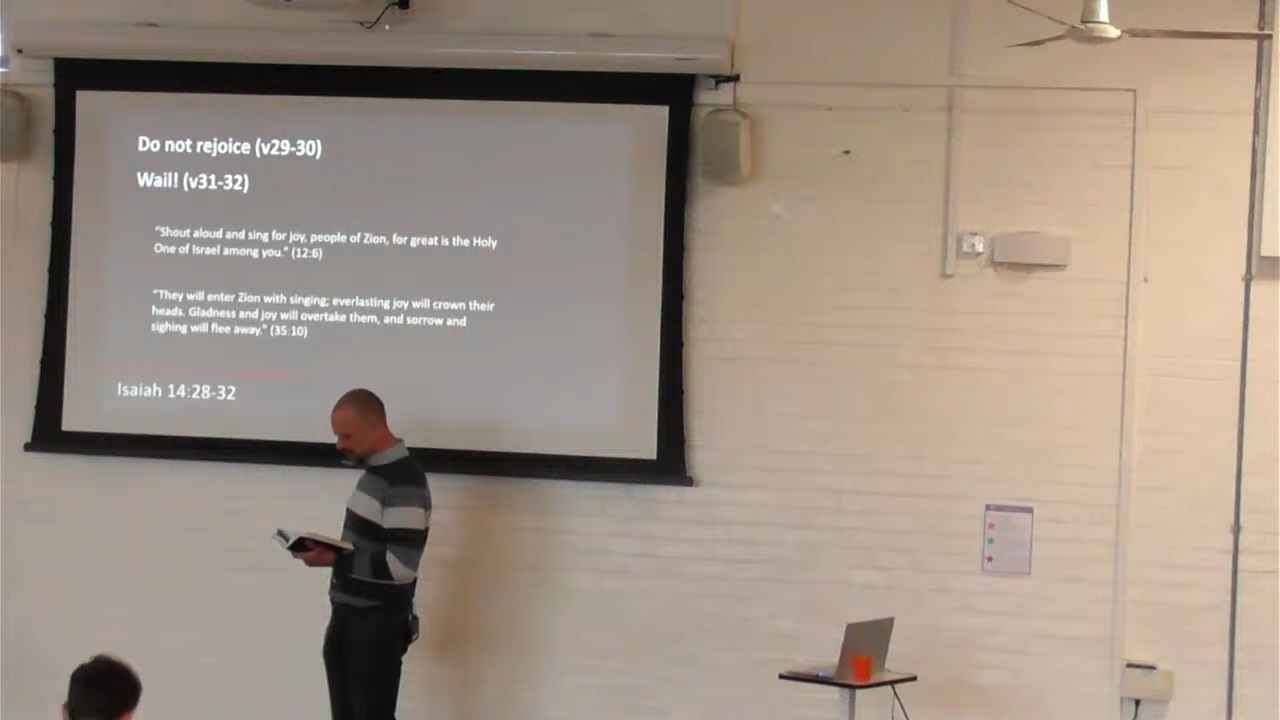 Do not rejoice (v29-30)
Wail! (v31-32)
“Shout aloud and sing for joy, people of Zion, for great is the Holy
One of Israel among you.” (12:6)
“They will enter Zion with singing; everlasting joy will crown their
heads. Gladness and joy will overtake them, and sorrow and
sighing will flee away.” (35:10)
Isaiah 14:28-32